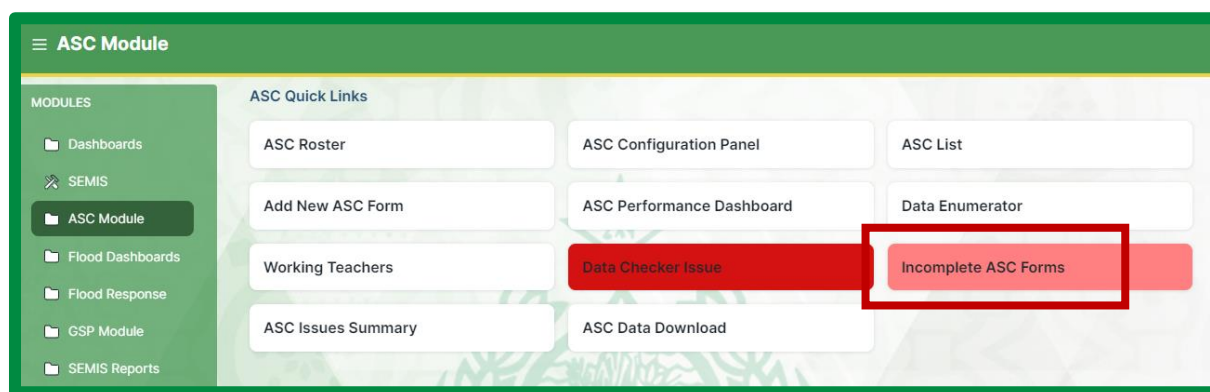 ASC Module
MODULES
Dashboards
SEMIS
ASC Module
Flood Dashboards
Flood Response
GSP Module
SEMIS Reports
ASC Quick Links
ASC Roster
ASC Configuration Panel
ASC List
Add New ASC Form
ASC Performance Dashboard
Data Enumerator
Working Teachers
Data Checker Issue
Incomplete ASC Forms
ASC Issues Summary
ASC Data Download